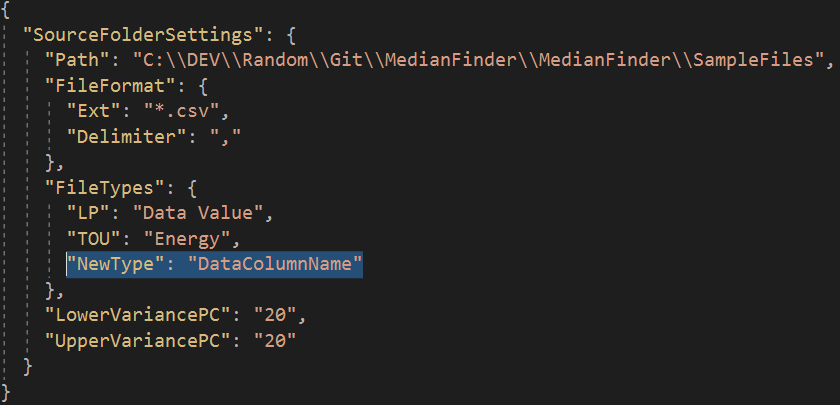 {
"SourceFolderSettings": {
"Path": "C:\\DEV\\Random\\Git\\MedianFinder\\MedianFinder\\SampleFiles",
"FileFormat": {
"Ext": "*.csv",
"Delimiter": ","
},
"FileTypes": {
"LP": "Data Value",
"TOU": "Energy",
"NewType": "DataColumnName"
},
"LowerVariancePC": "20",
"UpperVariancePC": "20"
}
}